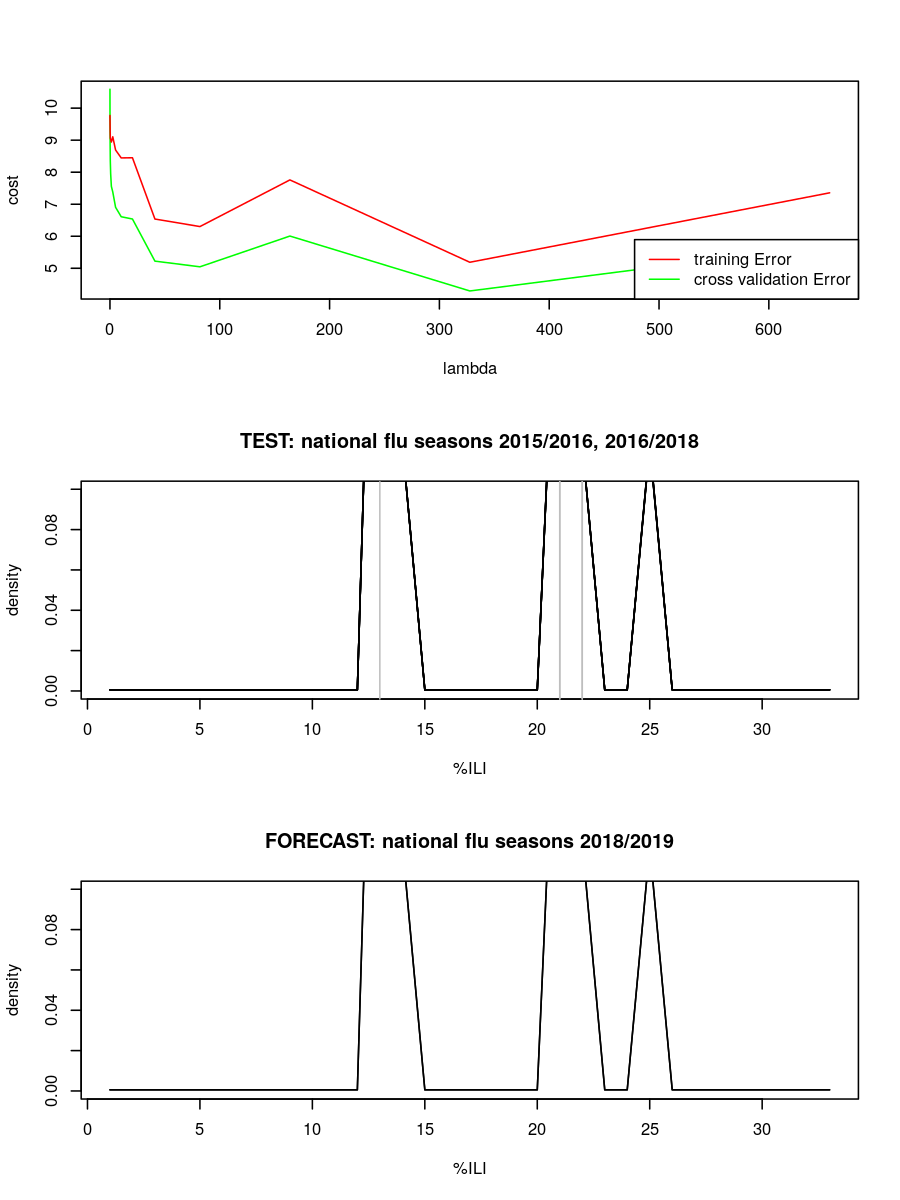 cost
10
9
8
7
6
5
training Error
cross validation Error
0 100 200 300 400 500 600
lambda
TEST: national flu seasons 2015/2016, 2016/2018
density
0.08
0.04
0.00
0 5 10 15 20 25 30
%ILI
FORECAST: national flu seasons 2018/2019
density
0.08
0.04
0.00
0 5 10 15 20 25 30
%ILI